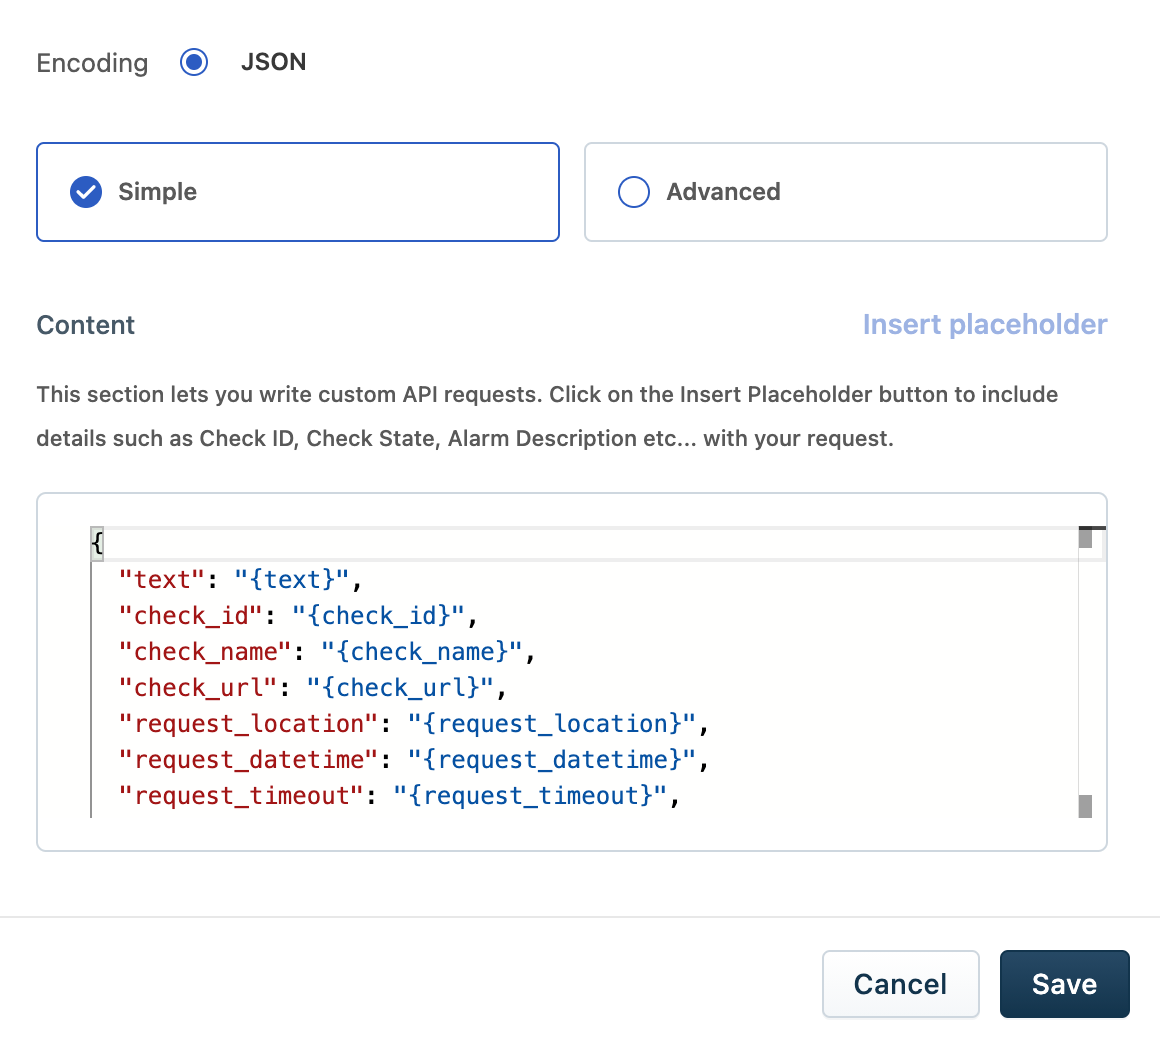 Encoding JSON
Simple Advanced
Content Insert placeholder
This section lets you write custom API requests. Click on the Insert Placeholder button to include
details such as Check ID, Check State, Alarm Description etc... with your request.
{
"text": "{text}",
"check_id": "{check_id}",
"check_name": "{check_name}",
"check_url": "{check_url}",
"request_location": "{request_location}",
"request_datetime": "{request_datetime}",
"request_timeout": "{request_timeout}",
Cancel Save